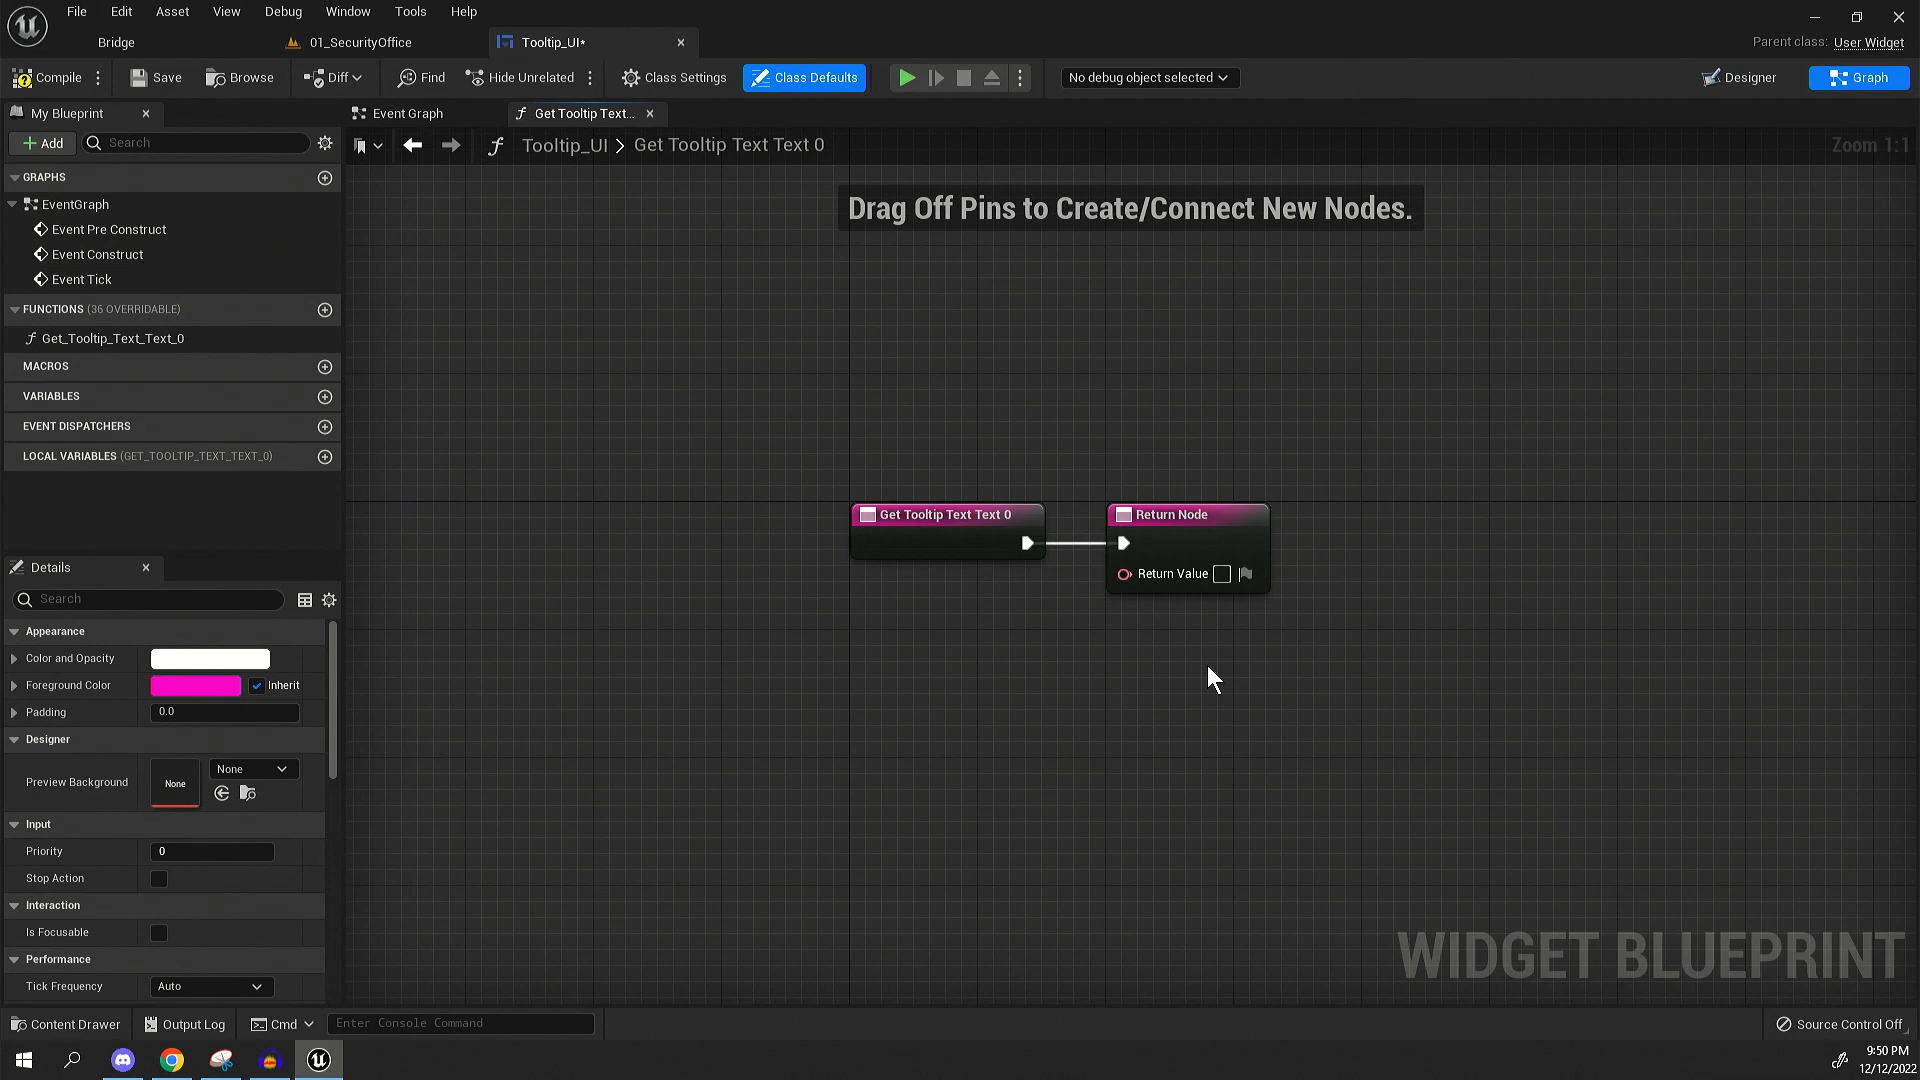 File Edit View Asset Debug Window Tools Help
Bridge
01_SecurityOffice
Tooltip_UI*
Parent class: User Widget
Compile
Save
Browse
Diff
Find
Hide Unrelated
Class Settings
Class Defaults
No debug object selected
Designer
Graph
My Blueprint
Event Graph
Get Tooltip Text...
Add
Search
Tooltip_UI > Get Tooltip Text Text 0
Zoom 1:1
Drag Off Pins to Create/Connect New Nodes.
GRAPHS
EventGraph
Event Pre Construct
Event Construct
Event Tick
FUNCTIONS (36 OVERRIDABLE)
Get_Tooltip_Text_Text_0
MACROS
VARIABLES
EVENT DISPATCHERS
LOCAL VARIABLES (GET_TOOLTIP_TEXT_TEXT_0)
Get Tooltip Text Text 0
Return Node
Return Value
Details
Search
Appearance
Color and Opacity
Foreground Color
Inherit
Padding
0.0
Designer
Preview Background
None
None
Input
Priority
0
Stop Action
Interaction
Is Focusable
Performance
Tick Frequency
Auto
WIDGET BLUEPRINT
Content Drawer
Output Log
Cmd
Enter Console Command
Source Control Off
9:50 PM
12/12/2022